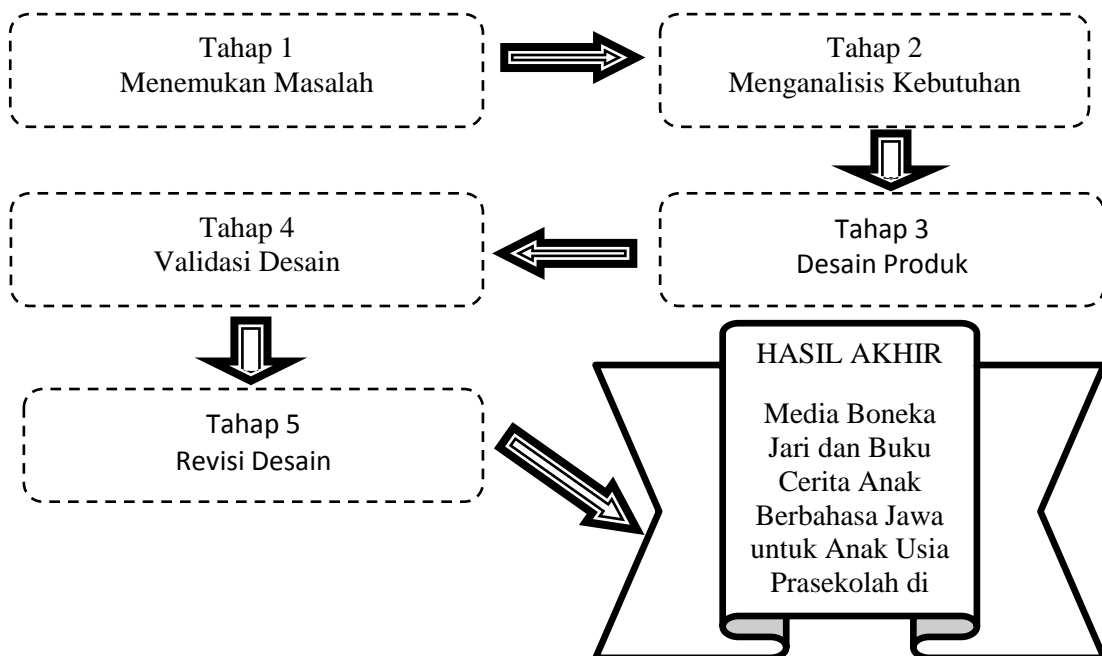 Tahap 1
Menemukan Masalah
Tahap 2
Menganalisis Kebutuhan
Tahap 3
Desain Produk
Tahap 4
Validasi Desain
Tahap 5
Revisi Desain
HASIL AKHIR
Media Boneka
Jari dan Buku
Cerita Anak
Berbahasa Jawa
untuk Anak Usia
Prasekolah di